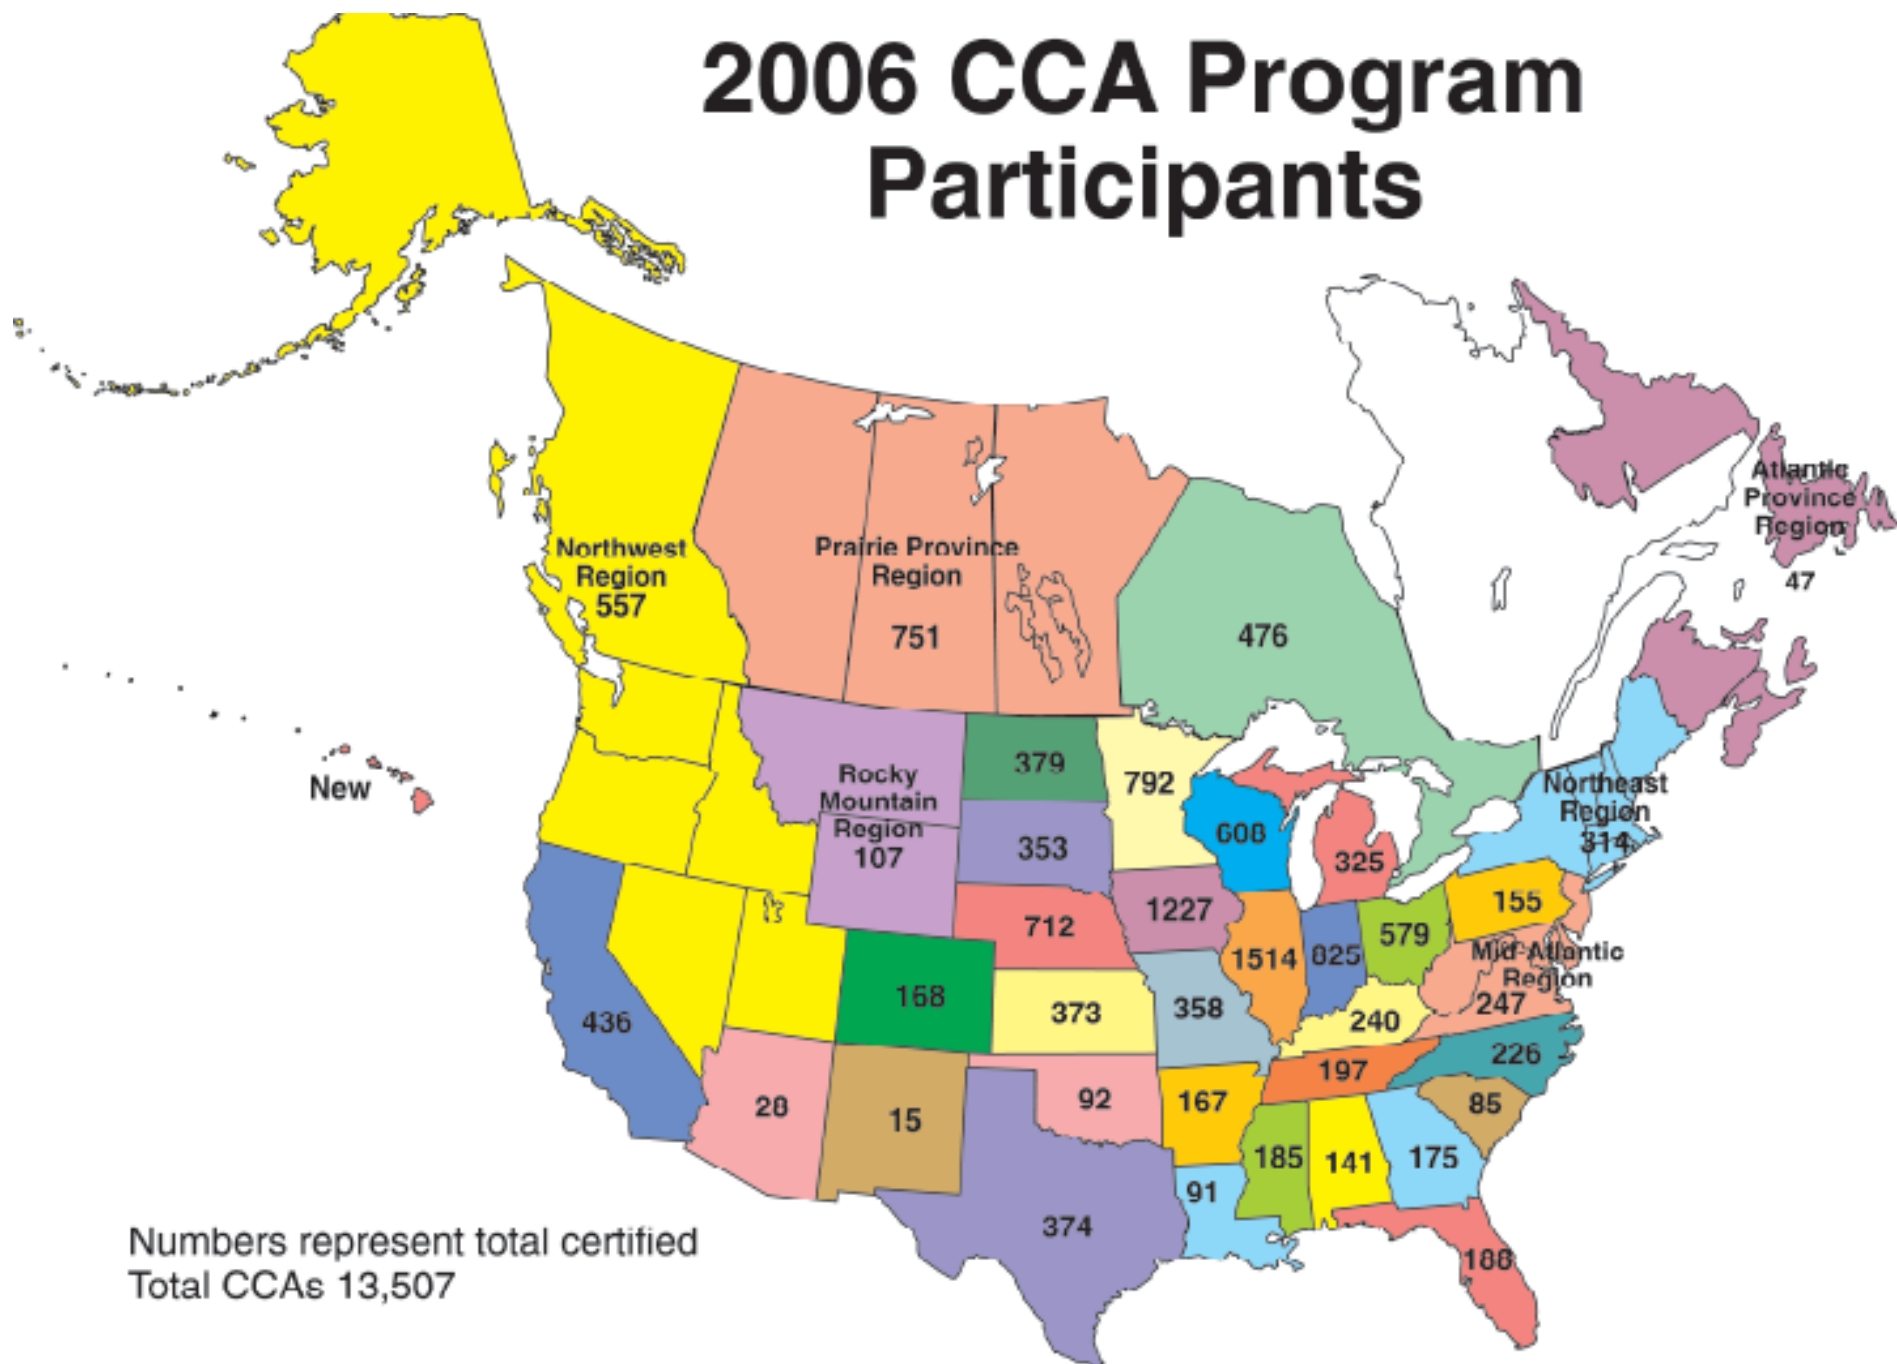 2006 CCA Program
Participants
Atlantic
Province
Region
47
Northwest
Region
557
Prairie Province
Region
751
476
New
Rocky
Mountain
Region
107
379
792
353
608
325
Northeast
Region
314
712
1227
1514
825
579
155
Mid-Atlantic
Region
247
436
168
373
358
240
226
197
28
15
92
167
85
185
141
175
91
374
188
Numbers represent total certified
Total CCAs 13,507